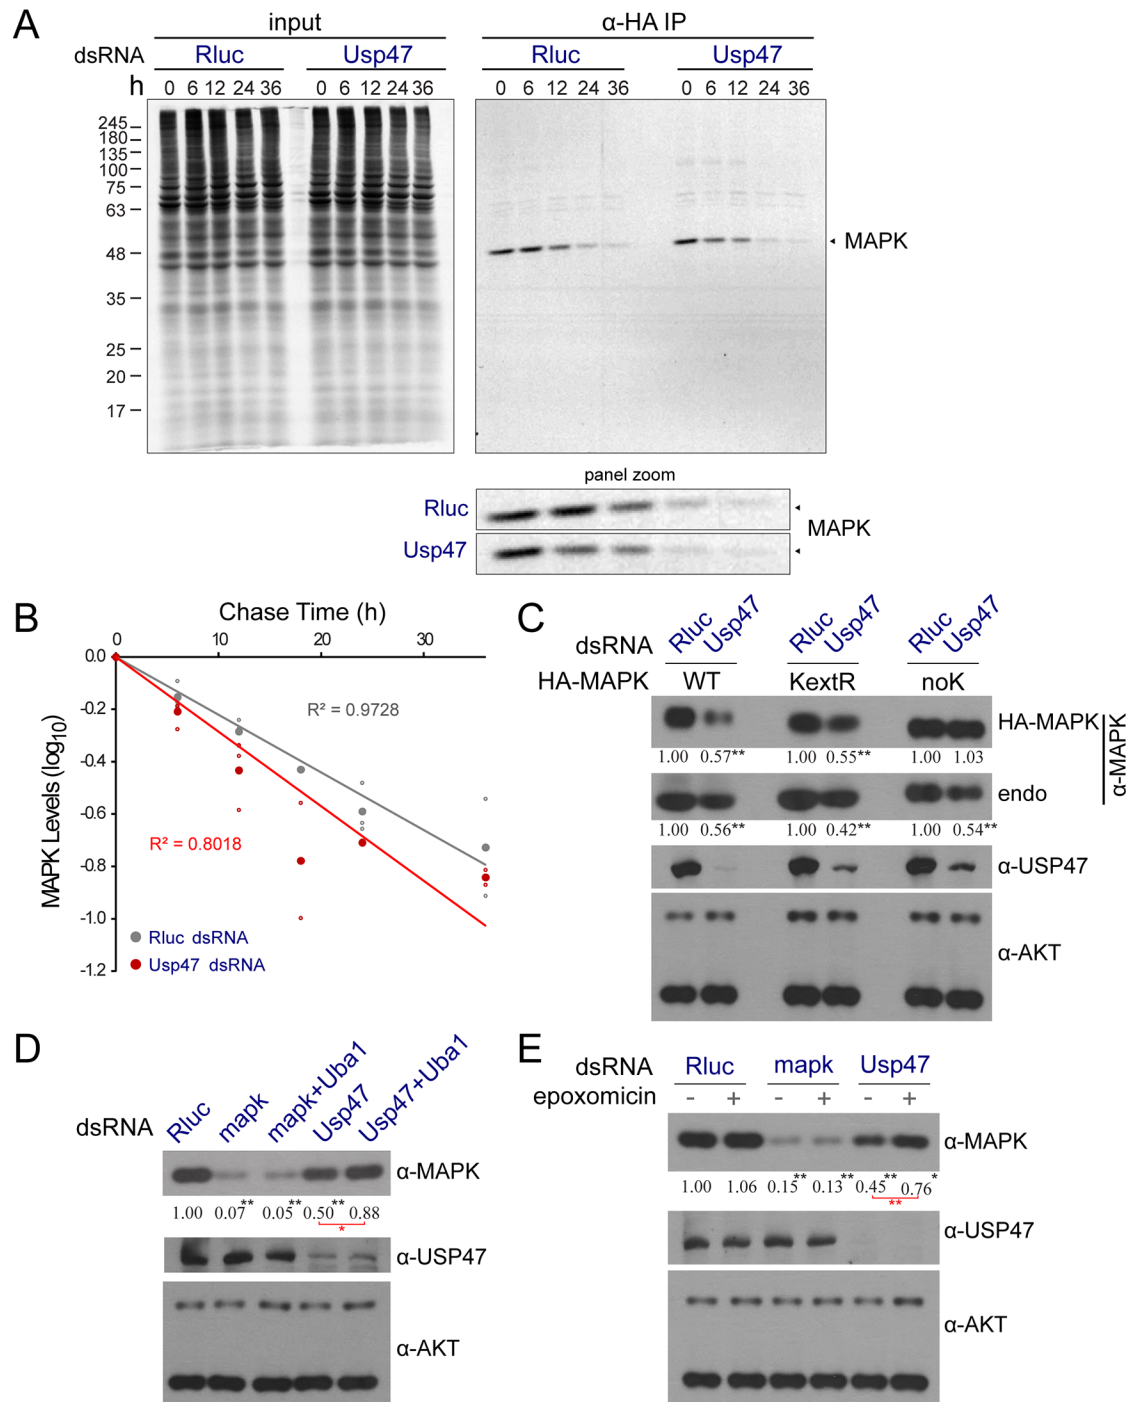 A
input
α-HA IP
dsRNA
Rluc
Usp47
Rluc
Usp47
h
0 6 12 24 36
0 6 12 24 36
0 6 12 24 36
0 6 12 24 36
245
180
135
100
75
63
48
35
25
20
17
MAPK
panel zoom
Rluc
Usp47
MAPK
B
Chase Time (h)
0 10 20 30
0.0
-0.2
-0.4
-0.6
-0.8
-1.0
-1.2
MAPK Levels (log10)
R² = 0.9728
R² = 0.8018
Rluc dsRNA
Usp47 dsRNA
C
dsRNA
Rluc Usp47 Rluc Usp47 Rluc Usp47
HA-MAPK WT KextR noK
HA-MAPK
1.00 0.57** 1.00 0.55** 1.00 1.03
endo
α-MAPK
1.00 0.56** 1.00 0.42** 1.00 0.54**
α-USP47
α-AKT
D
dsRNA
Rluc mapk mapk+Uba1 Usp47 Usp47+Uba1
α-MAPK
1.00 0.07** 0.05** 0.50** 0.88
*
α-USP47
α-AKT
E
dsRNA Rluc mapk Usp47
epoxomicin - + - + - +
α-MAPK
1.00 1.06 0.15** 0.13** 0.45** 0.76*
**
α-USP47
α-AKT